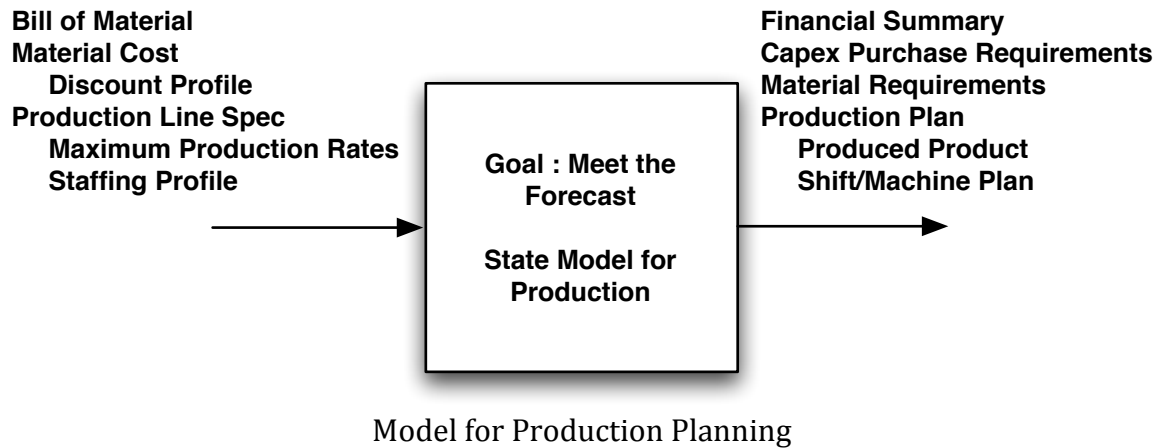 Bill of Material
Material Cost
Discount Profile
Production Line Spec
Maximum Production Rates
Staffing Profile
Goal : Meet the
Forecast
State Model for
Production
Financial Summary
Capex Purchase Requirements
Material Requirements
Production Plan
Produced Product
Shift/Machine Plan
Model for Production Planning